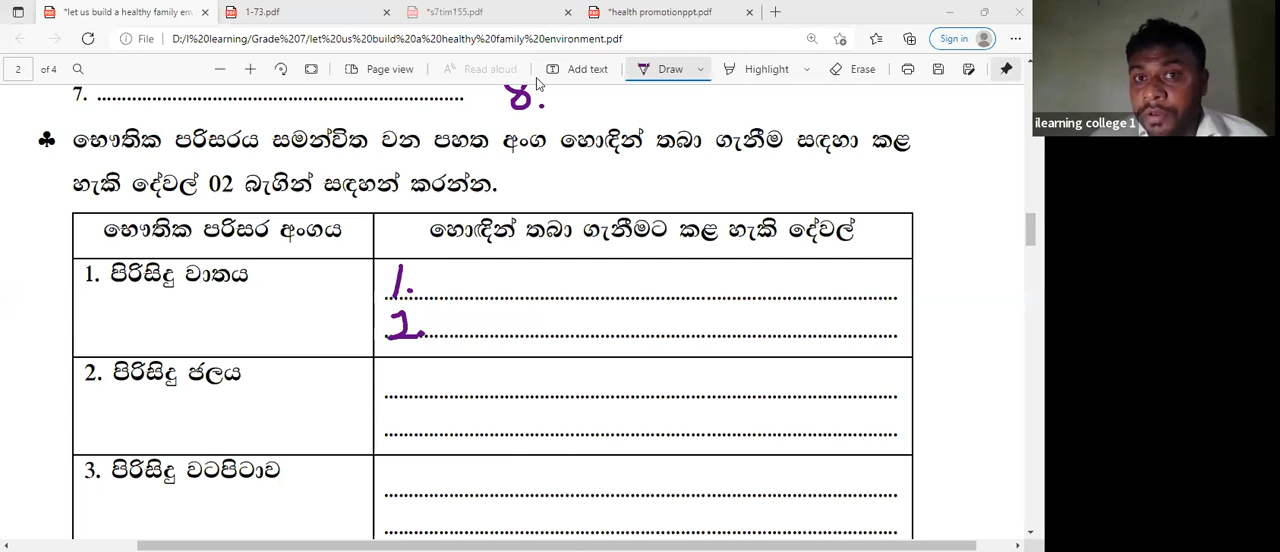 *let us build a healthy family en
1-73.pdf
*s7tim155.pdf
*health promotionppt.pdf
File D:/I%20learning/Grade%207/let%20us%20build%20a%20healthy%20family%20environment.pdf
Sign in
2 of 4
Page view
Read aloud
Add text
Draw
Highlight
Erase
ilearning college 1
7. ............................................................................ 8.
♣ භෞතික පරිසරය සමන්විත වන පහත අංග හොඳින් තබා ගැනීම සඳහා කළ
හැකි දේවල් 02 බැගින් සඳහන් කරන්න.
භෞතික පරිසර අංගය හොඳින් තබා ගැනීමට කළ හැකි දේවල්
1. පිරිසිදු වාතය 1.
2.
2. පිරිසිදු ජලය
3. පිරිසිදු වටපිටාව